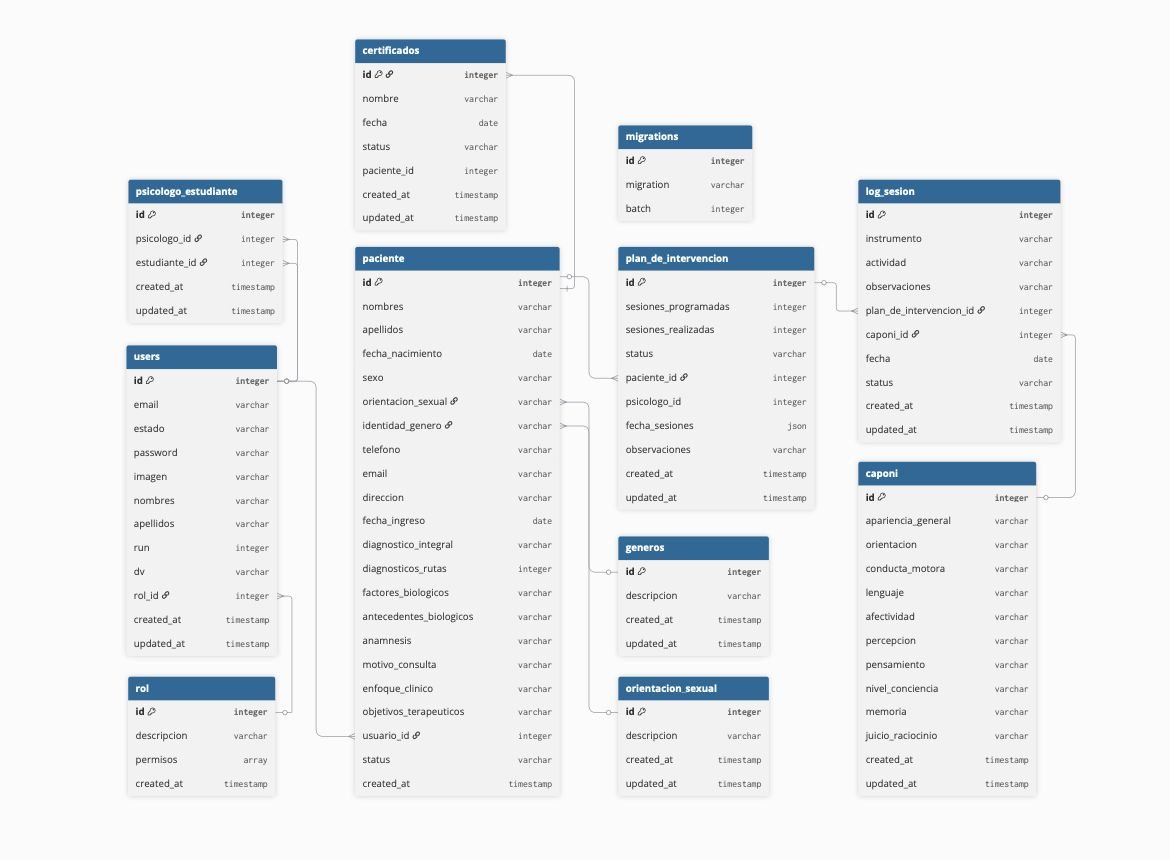 certificados
id integer
nombre varchar
fecha date
status varchar
paciente_id integer
created_at timestamp
updated_at timestamp
migrations
id integer
migration varchar
batch integer
psicologo_estudiante
id integer
psicologo_id integer
estudiante_id integer
created_at timestamp
updated_at timestamp
log_sesion
id integer
instrumento varchar
actividad varchar
observaciones varchar
plan_de_intervencion_id integer
caponi_id integer
fecha date
status varchar
created_at timestamp
updated_at timestamp
paciente
id integer
nombres varchar
apellidos varchar
fecha_nacimiento date
sexo varchar
orientacion_sexual varchar
identidad_genero varchar
telefono varchar
email varchar
direccion varchar
fecha_ingreso date
diagnostico_integral varchar
diagnosticos_rutas integer
factores_biologicos varchar
antecedentes_biologicos varchar
anamnesis varchar
motivo_consulta varchar
enfoque_clinico varchar
objetivos_terapeuticos varchar
usuario_id integer
status varchar
created_at timestamp
plan_de_intervencion
id integer
sesiones_programadas integer
sesiones_realizadas integer
status varchar
paciente_id integer
psicologo_id integer
fecha_sesiones json
observaciones varchar
created_at timestamp
updated_at timestamp
users
id integer
email varchar
estado varchar
password varchar
imagen varchar
nombres varchar
apellidos varchar
run integer
dv varchar
rol_id integer
created_at timestamp
updated_at timestamp
caponi
id integer
apariencia_general varchar
orientacion varchar
conducta_motora varchar
lenguaje varchar
afectividad varchar
percepcion varchar
pensamiento varchar
nivel_conciencia varchar
memoria varchar
juicio_raciocinio varchar
created_at timestamp
updated_at timestamp
generos
id integer
descripcion varchar
created_at timestamp
updated_at timestamp
rol
id integer
descripcion varchar
permisos array
created_at timestamp
orientacion_sexual
id integer
descripcion varchar
created_at timestamp
updated_at timestamp